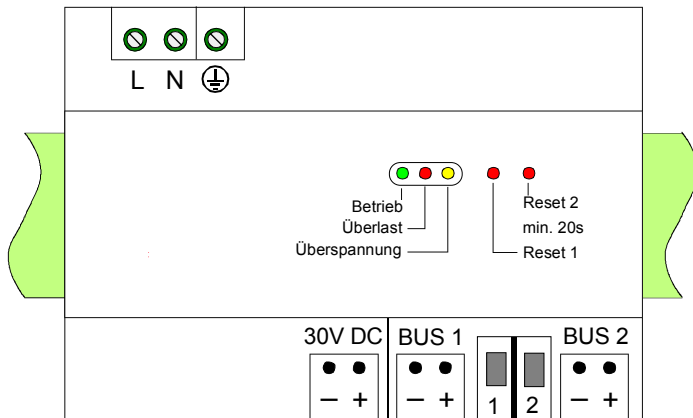 L N
Betrieb
Überlast
Überspannung
Reset 2
min. 20s
Reset 1
30V DC BUS 1 BUS 2
– + – + 1 2 – +